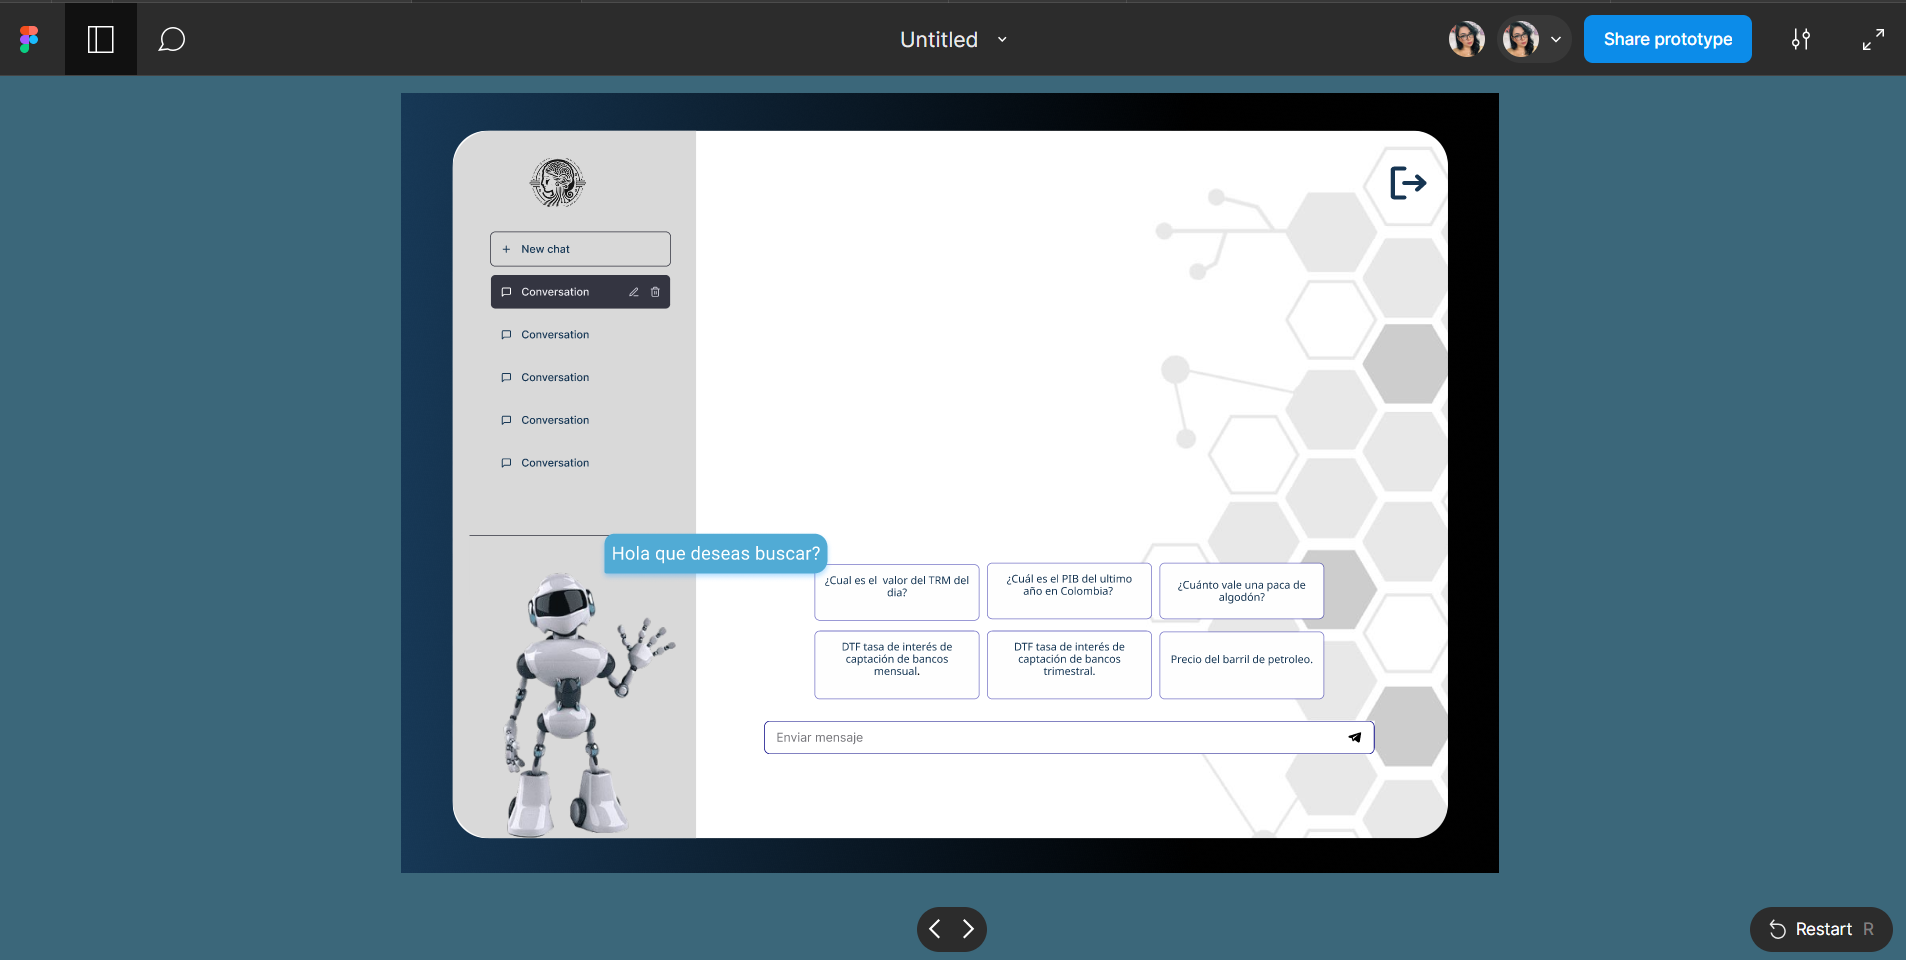 Untitled
Share prototype
New chat
Conversation
Conversation
Conversation
Conversation
Conversation
Hola que deseas buscar?
¿Cual es el  valor del TRM del
dia?
¿Cuál es el PIB del ultimo
año en Colombia?
¿Cuánto vale una paca de
algodón?
DTF tasa de interés de
captación de bancos
mensual.
DTF tasa de interés de
captación de bancos
trimestral.
Precio del barril de petroleo.
Enviar mensaje
Restart R